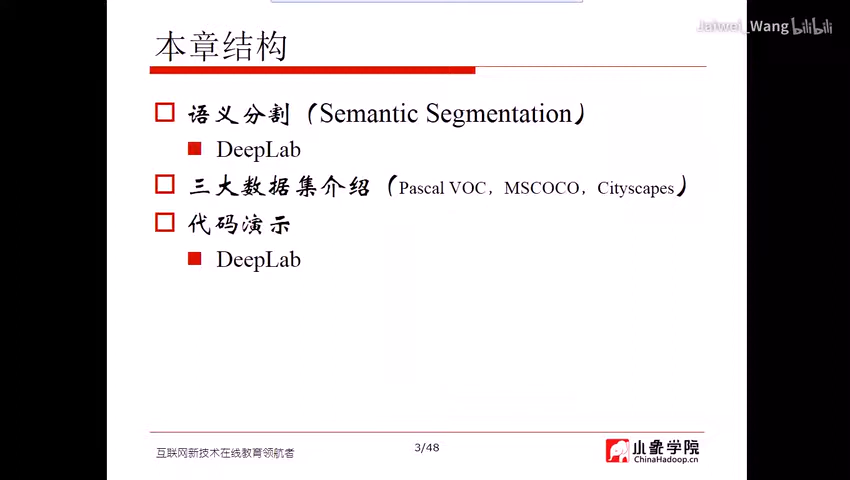 Jaiwei_Wang bilibili
本章结构
语义分割（Semantic Segmentation）
DeepLab
三大数据集介绍（Pascal VOC，MSCOCO，Cityscapes）
代码演示
DeepLab
互联网新技术在线教育领航者
3/48
小象学院
ChinaHadoop.cn